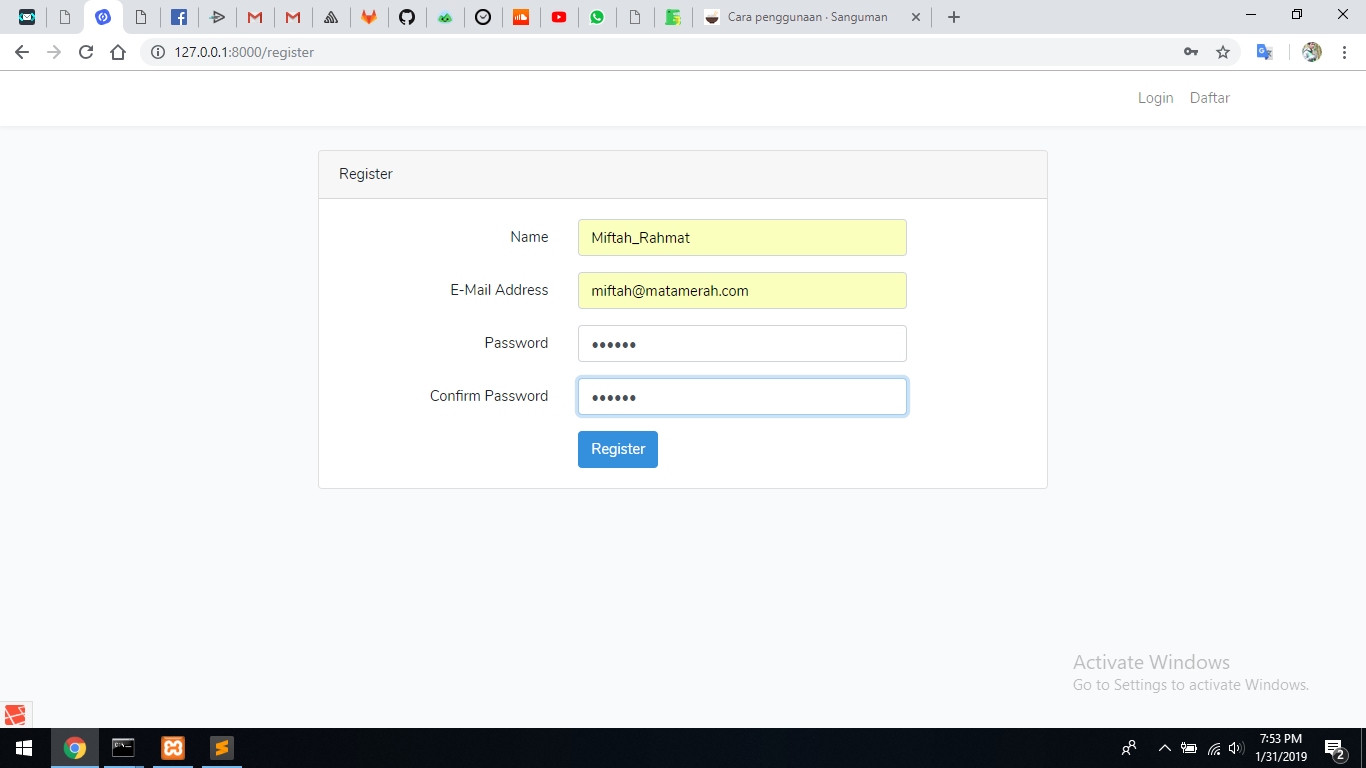 Cara penggunaan · Sanguman
127.0.0.1:8000/register
Login Daftar
Register
Name Miftah_Rahmat
E-Mail Address miftah@matamerah.com
Password ••••••
Confirm Password ••••••
Register
Activate Windows
Go to Settings to activate Windows.
7:53 PM
1/31/2019
2